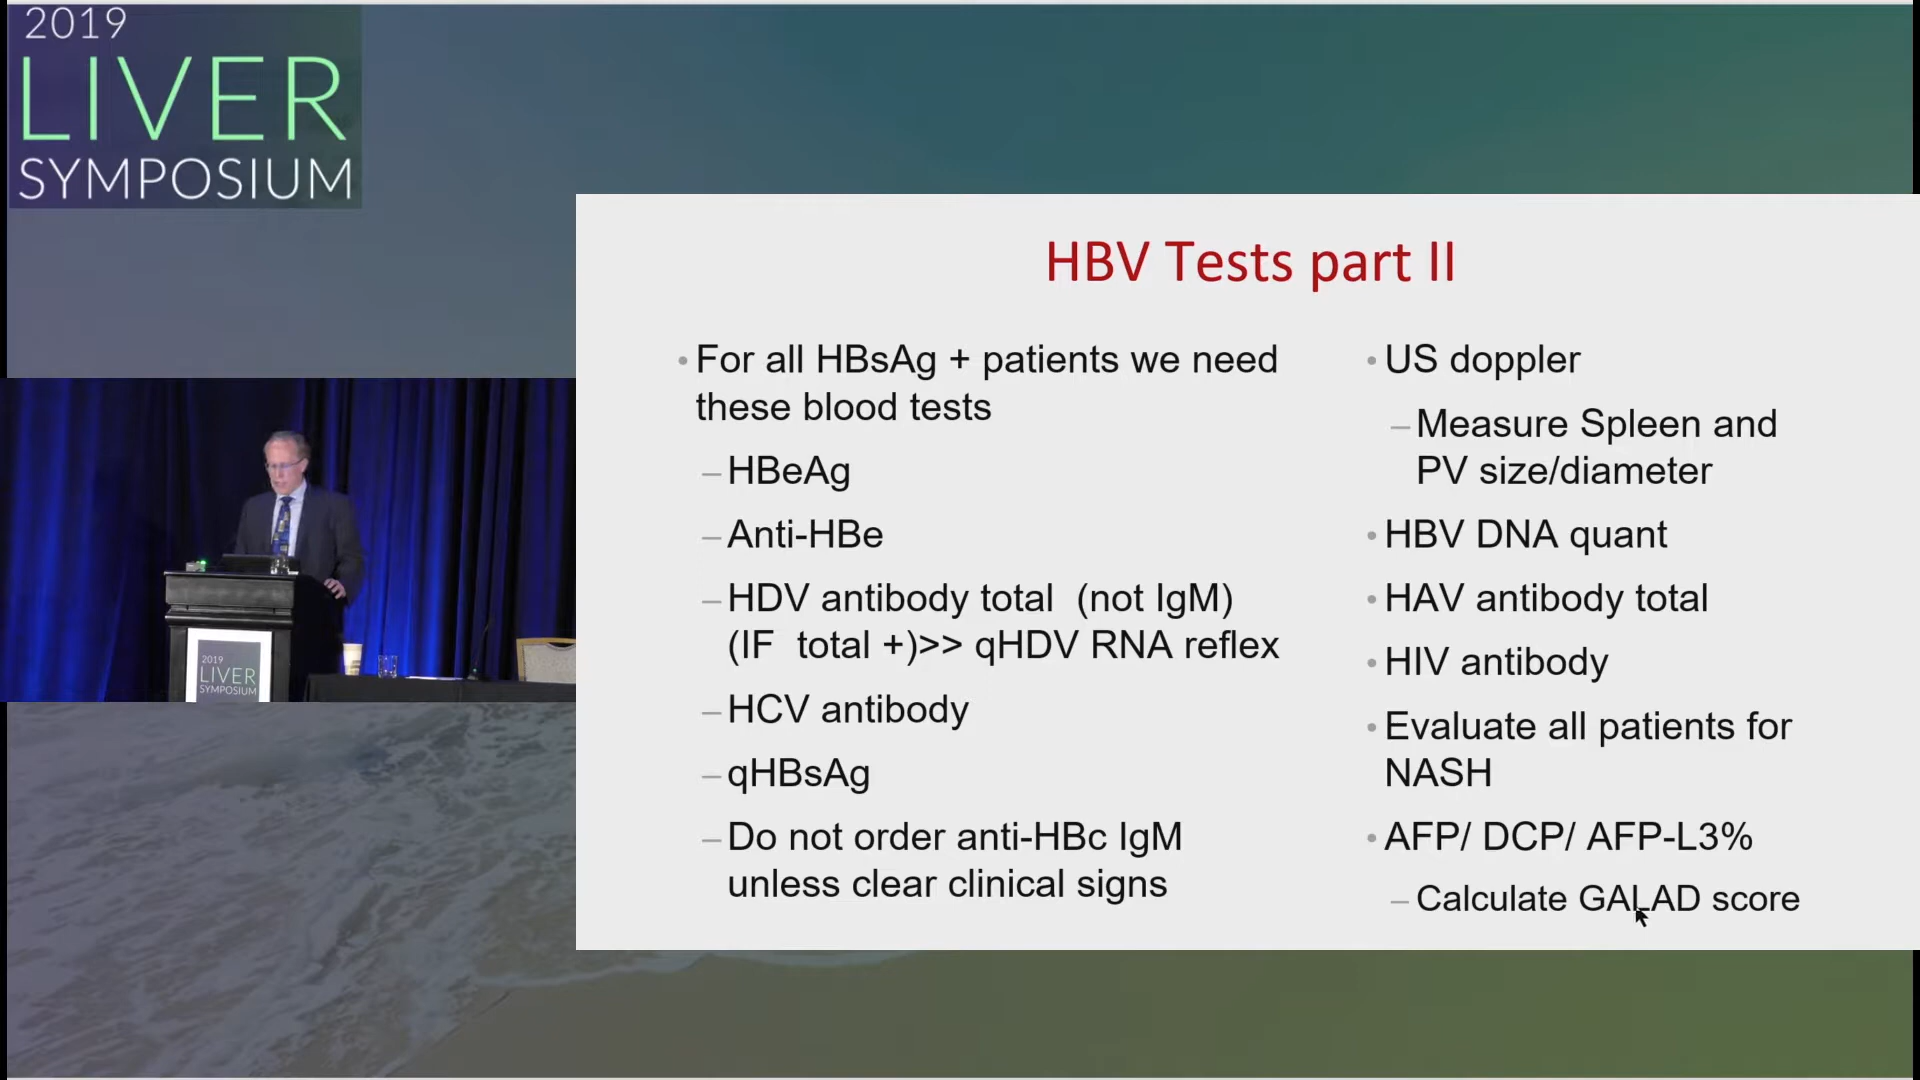 2019
LIVER
SYMPOSIUM
HBV Tests part II
• For all HBsAg + patients we need
these blood tests
– HBeAg
– Anti-HBe
– HDV antibody total (not IgM)
(IF total +)>> qHDV RNA reflex
– HCV antibody
– qHBsAg
– Do not order anti-HBc IgM
unless clear clinical signs
• US doppler
– Measure Spleen and
PV size/diameter
• HBV DNA quant
• HAV antibody total
• HIV antibody
• Evaluate all patients for
NASH
• AFP/ DCP/ AFP-L3%
– Calculate GALAD score
2019
LIVER
SYMPOSIUM